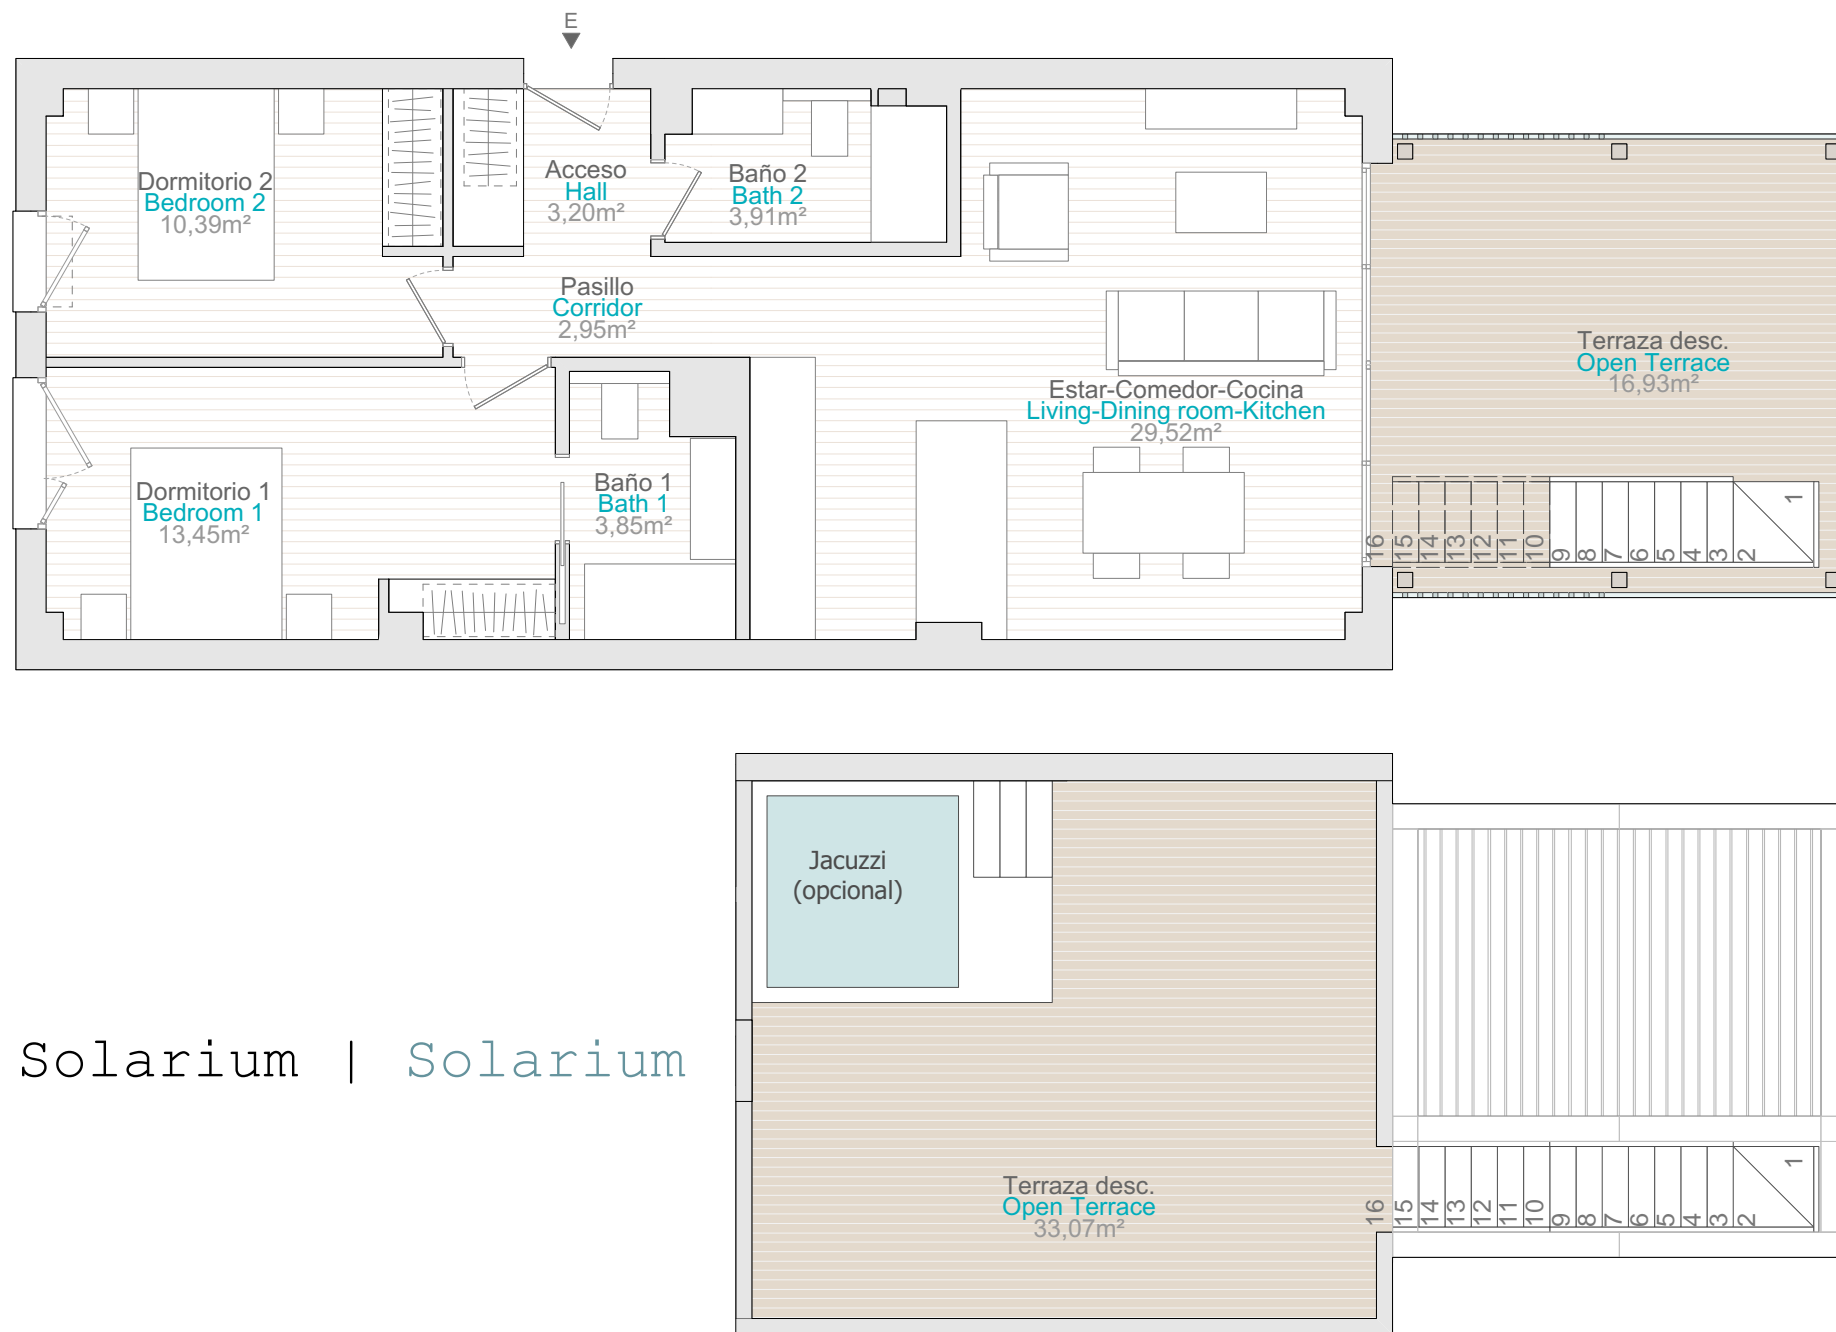 E
Dormitorio 2
Bedroom 2
10,39m²
Acceso
Hall
3,20m²
Baño 2
Bath 2
3,91m²
Pasillo
Corridor
2,95m²
Terraza desc.
Open Terrace
16,93m²
Estar-Comedor-Cocina
Living-Dining room-Kitchen
29,52m²
Dormitorio 1
Bedroom 1
13,45m²
Baño 1
Bath 1
3,85m²
16 15 14 13 12 11 10 9 8 7 6 5 4 3 2 1
Jacuzzi
(opcional)
Solarium | Solarium
Terraza desc.
Open Terrace
33,07m²
16 15 14 13 12 11 10 9 8 7 6 5 4 3 2 1